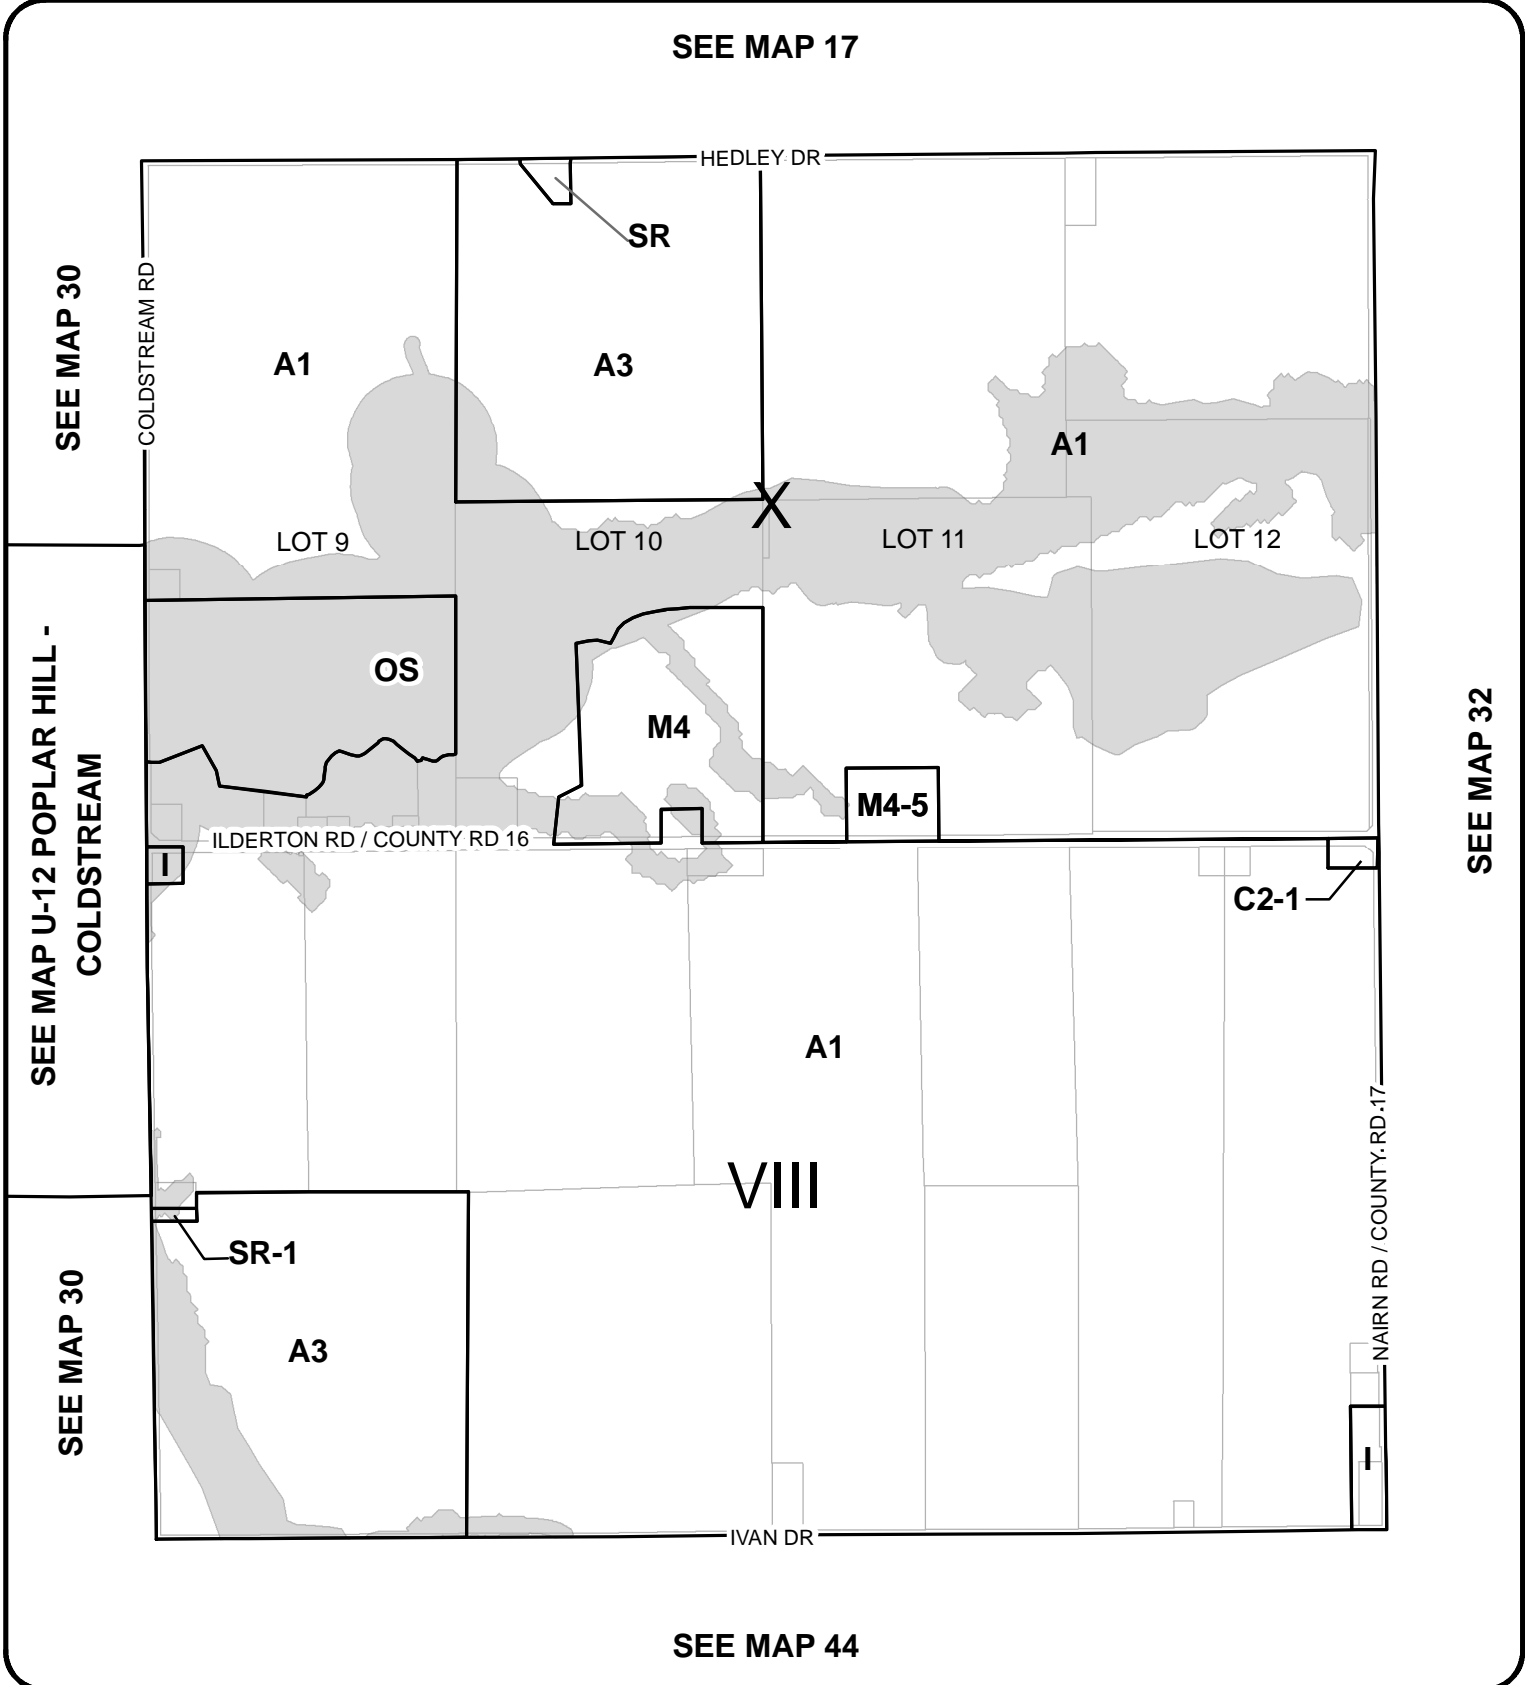 SEE MAP 17
HEDLEY DR
SR
COLDSTREAM RD
SEE MAP 30
A1
A3
A1
X
LOT 9
LOT 10
LOT 11
LOT 12
OS
M4
M4-5
SEE MAP U-12 POPLAR HILL -
COLDSTREAM
SEE MAP 32
ILDERTON RD / COUNTY RD 16
I
C2-1
A1
VIII
NAIRN RD / COUNTY RD 17
SR-1
SEE MAP 30
A3
I
IVAN DR
SEE MAP 44